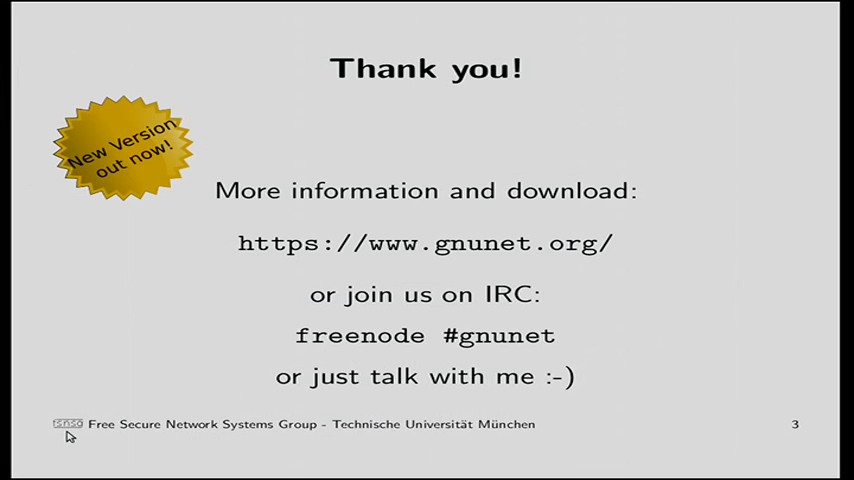 Thank you!
New Version
out now!
More information and download:
https://www.gnunet.org/
or join us on IRC:
freenode #gnunet
or just talk with me :-)
fsnsg Free Secure Network Systems Group - Technische Universität München 3